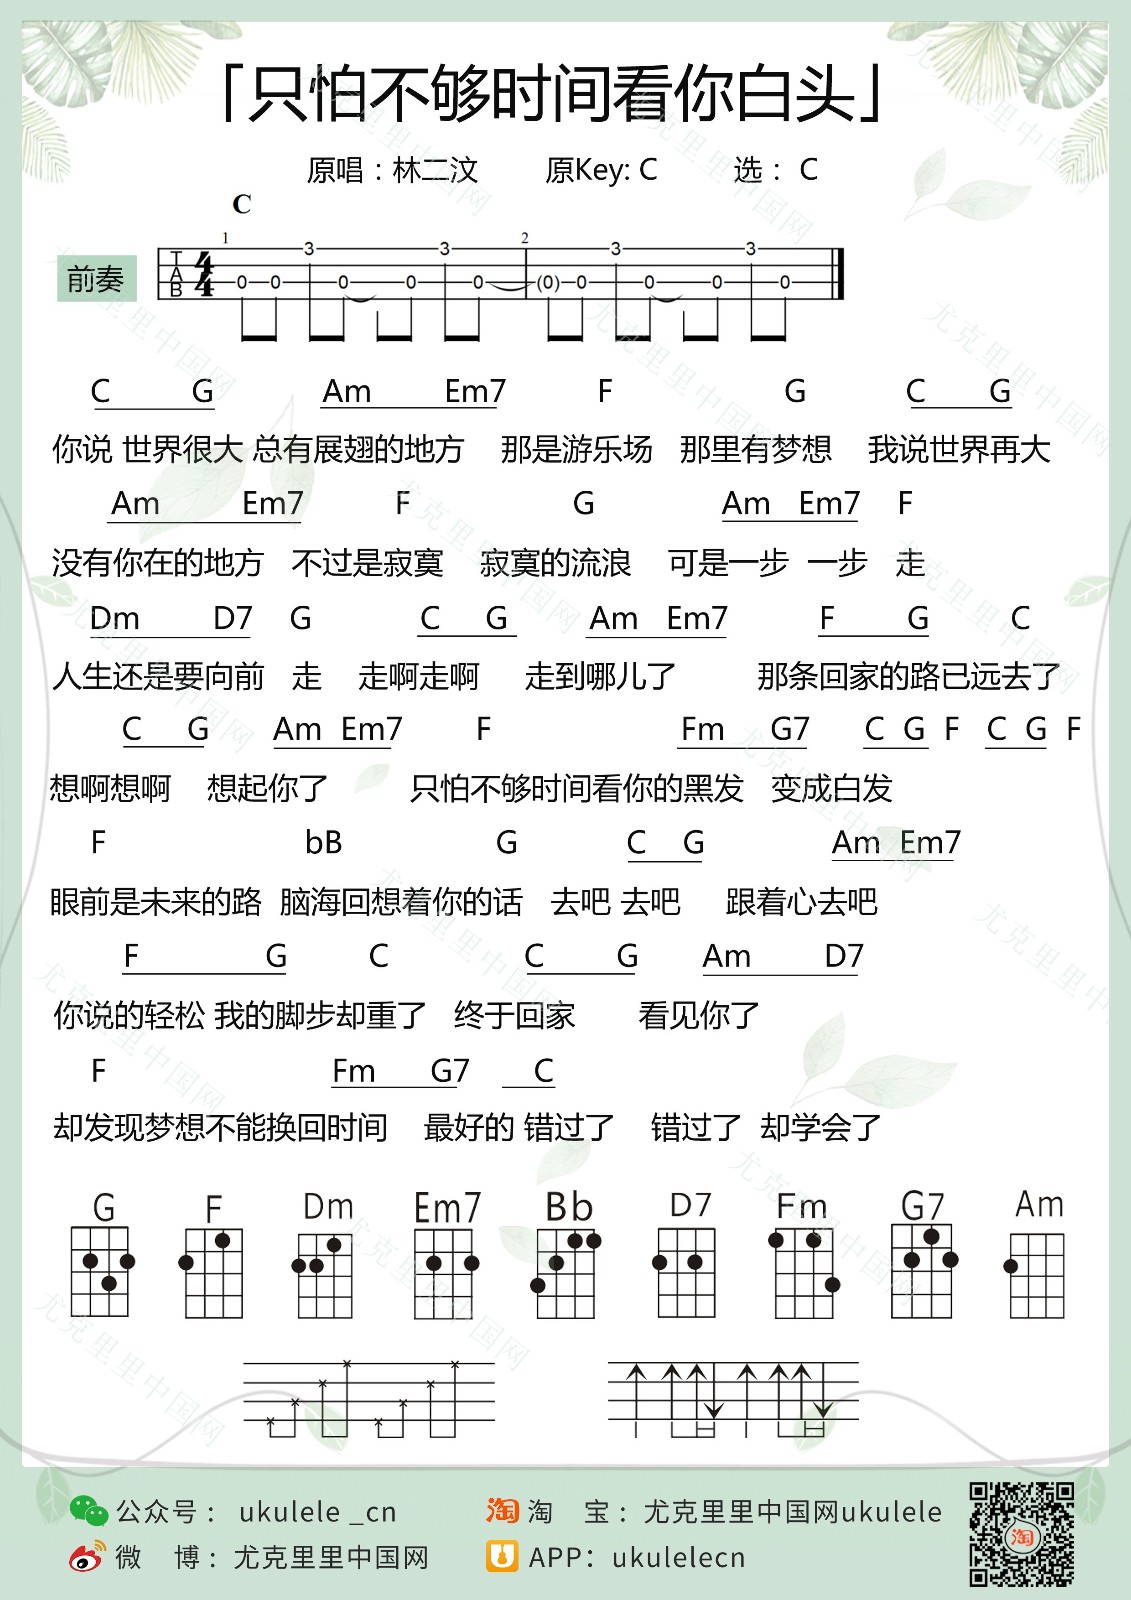 「只怕不够时间看你白头」
原唱：林二汶 原Key: C 选： C
C
1 2
前奏 TAB 4/4 0 0 3 0 0 3 0 (0) 0 3 0 0 3 0
C G Am Em7 F G C G
你说 世界很大 总有展翅的地方 那是游乐场 那里有梦想 我说世界再大
Am Em7 F G Am Em7 F
没有你在的地方 不过是寂寞 寂寞的流浪 可是一步 一步 走
Dm D7 G C G Am Em7 F G C
人生还是要向前 走 走啊走啊 走到哪儿了 那条回家的路已远去了
C G Am Em7 F Fm G7 C G F C G F
想啊想啊 想起你了 只怕不够时间看你的黑发 变成白发
F bB G C G Am Em7
眼前是未来的路 脑海回想着你的话 去吧 去吧 跟着心去吧
F G C C G Am D7
你说的轻松 我的脚步却重了 终于回家 看见你了
F Fm G7 C
却发现梦想不能换回时间 最好的 错过了 错过了 却学会了
G F Dm Em7 Bb D7 Fm G7 Am
公众号： ukulele _cn 淘 淘 宝：尤克里里中国网ukulele
微 博：尤克里里中国网 APP：ukulelecn
淘
尤克里里中国网